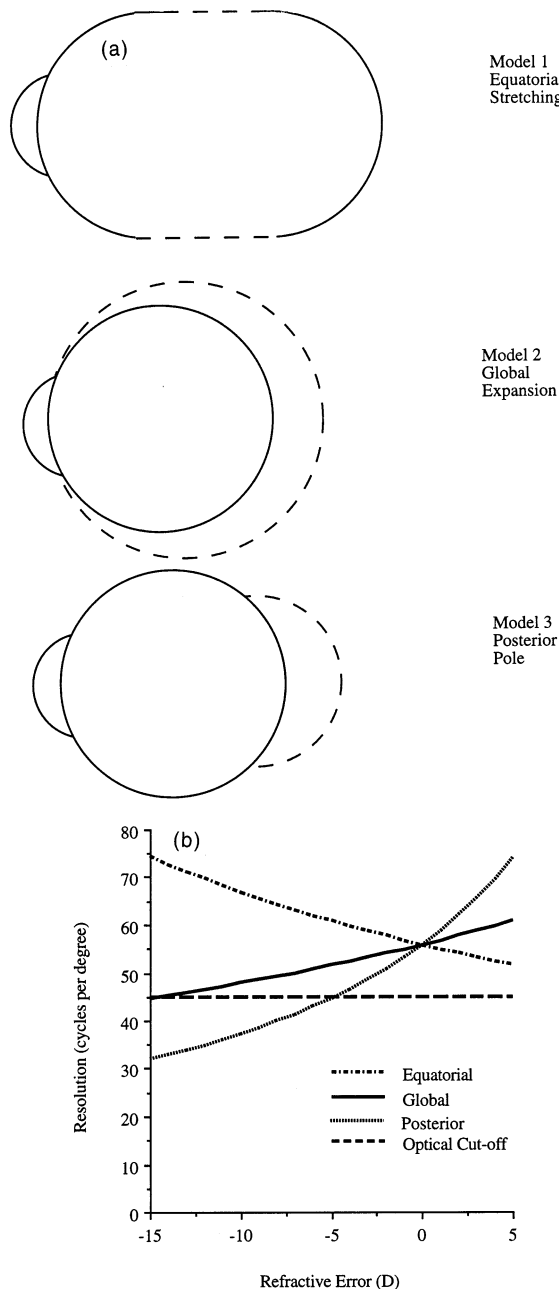 (a)
Model 1
Equatoria
Stretching
Model 2
Global
Expansion
Model 3
Posterior
Pole
(b)
80
70
60
50
40
30
20
10
0
Resolution (cycles per degree)
Equatorial
Global
Posterior
Optical Cut-off
-15
-10
-5
0
5
Refractive Error (D)